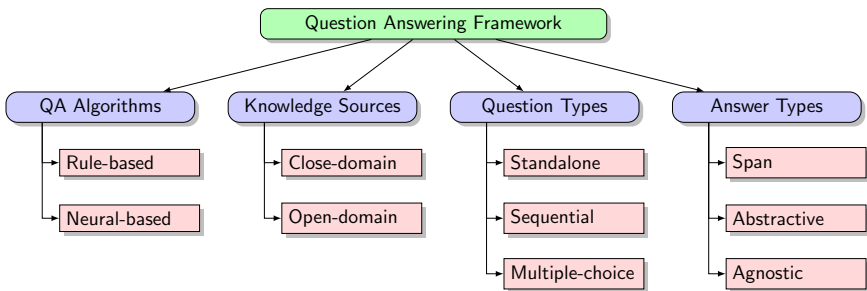 Question Answering Framework
QA Algorithms
Rule-based
Neural-based
Knowledge Sources
Close-domain
Open-domain
Question Types
Standalone
Sequential
Multiple-choice
Answer Types
Span
Abstractive
Agnostic